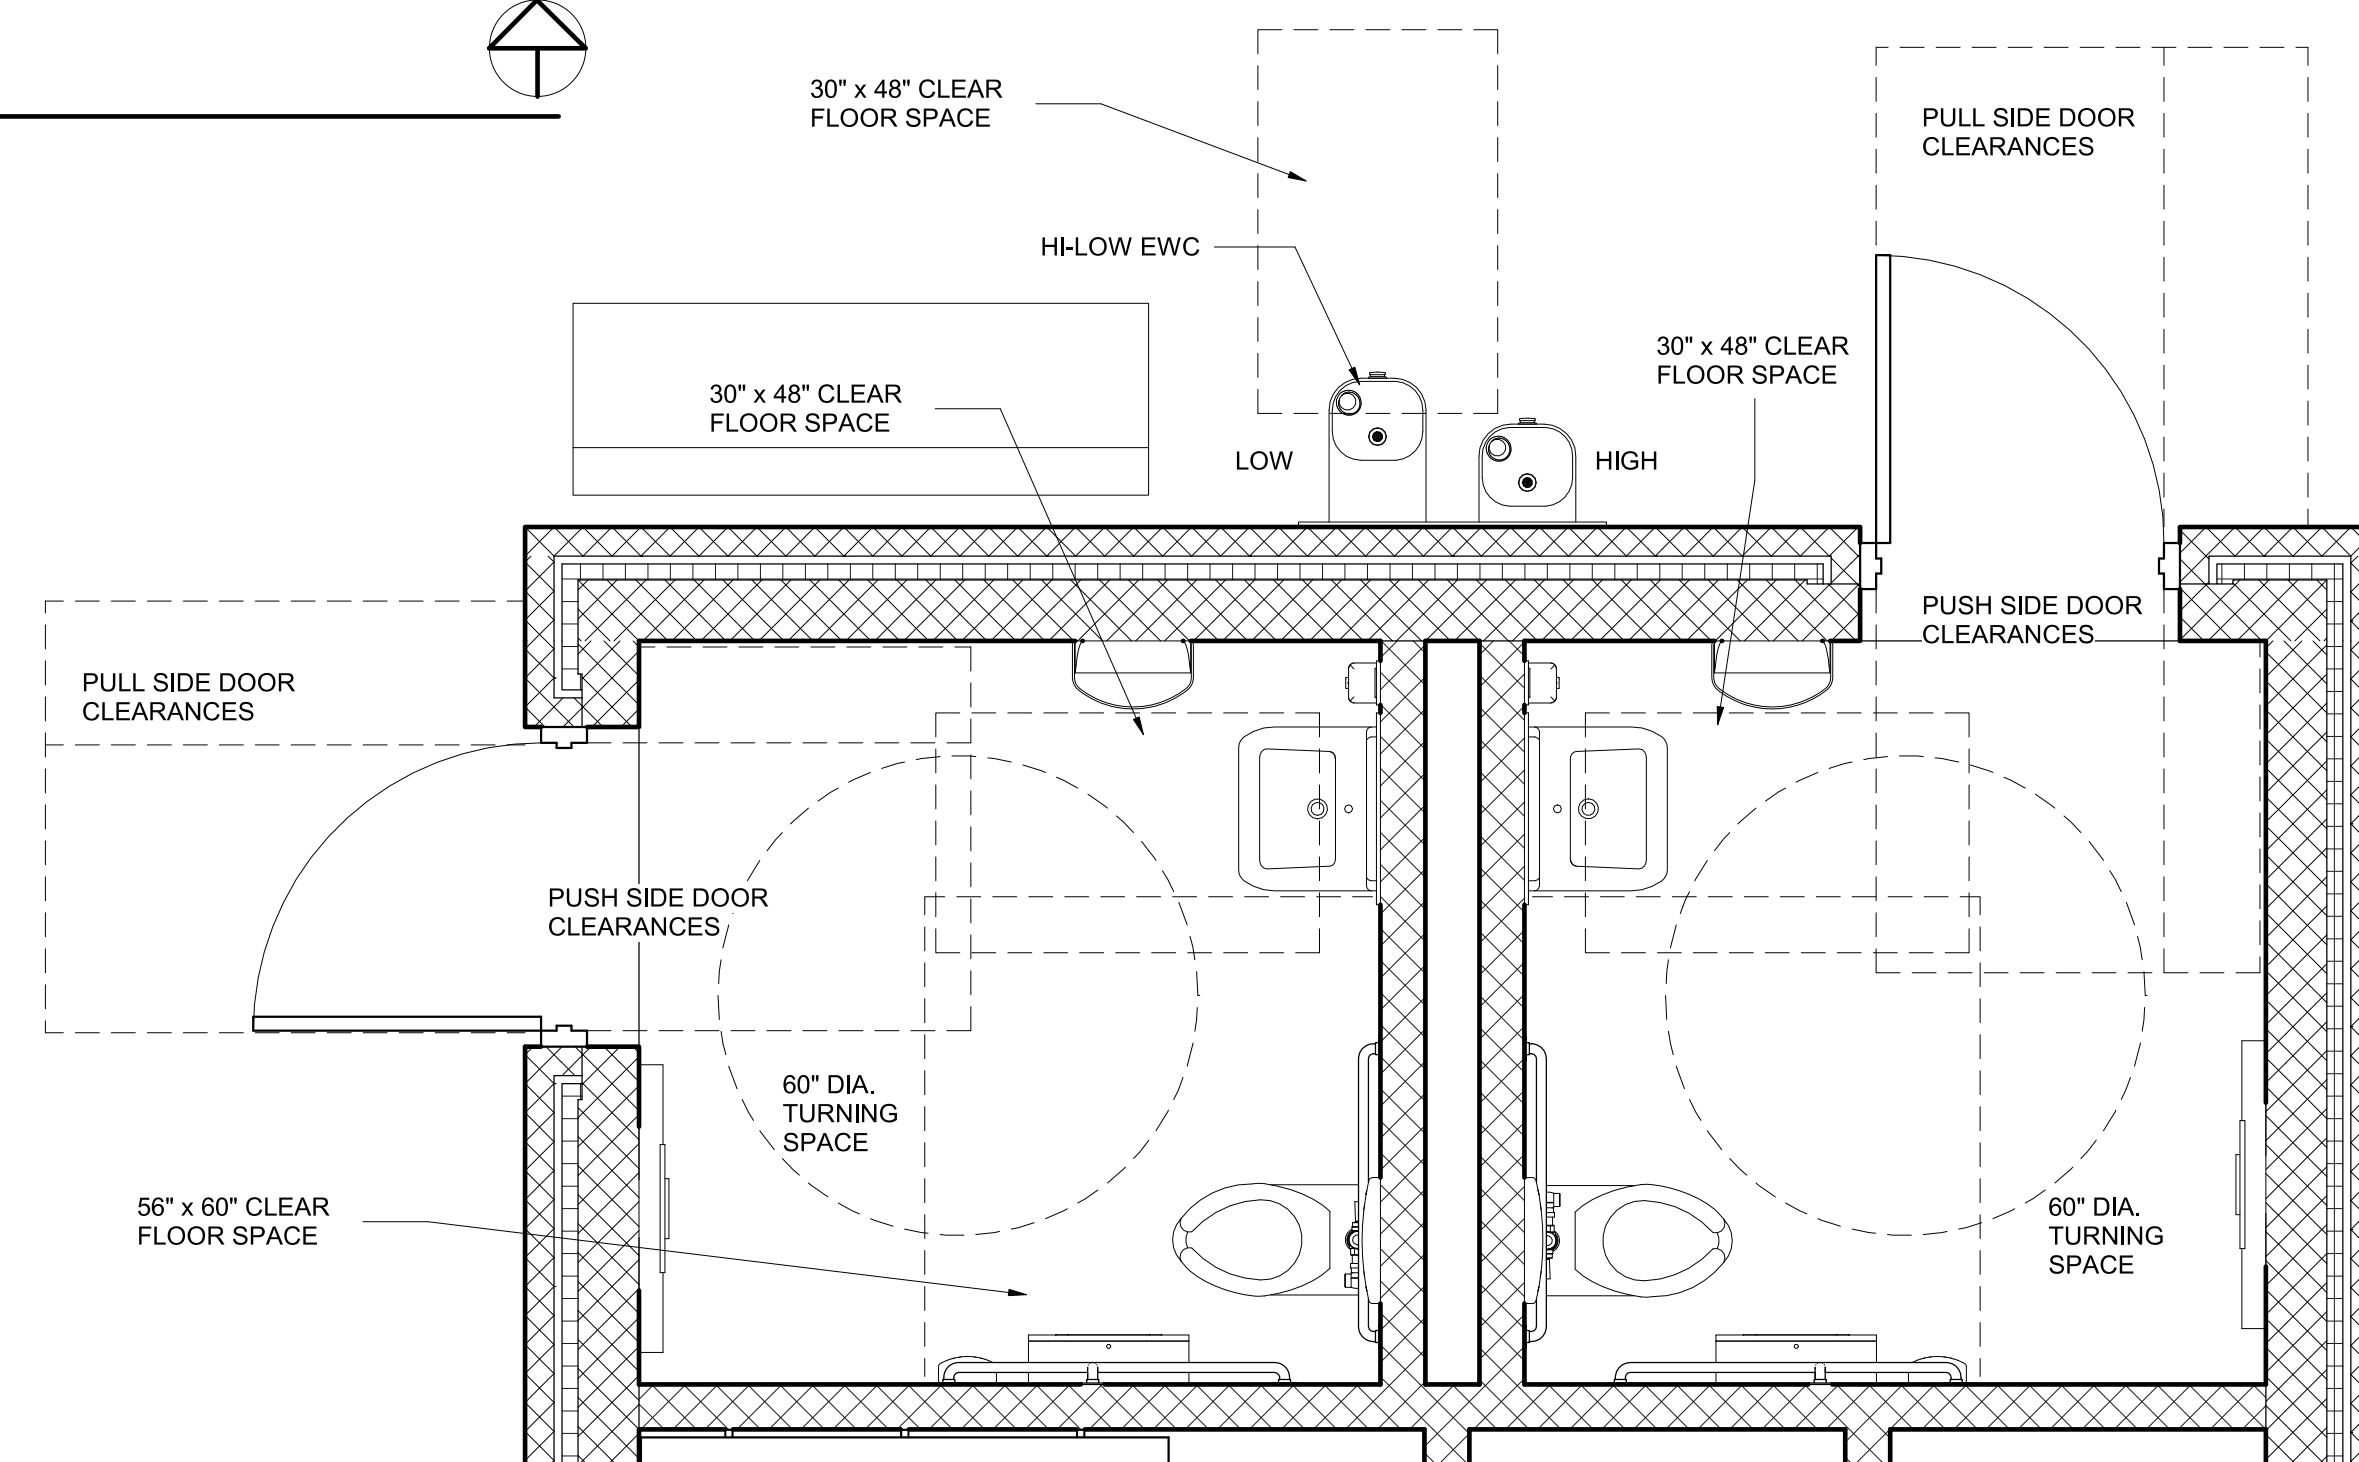 30" x 48" CLEAR
FLOOR SPACE
PULL SIDE DOOR
CLEARANCES
HI-LOW EWC
30" x 48" CLEAR
FLOOR SPACE
30" x 48" CLEAR
FLOOR SPACE
LOW
HIGH
PUSH SIDE DOOR
CLEARANCES
PULL SIDE DOOR
CLEARANCES
PUSH SIDE DOOR
CLEARANCES
60" DIA.
TURNING
SPACE
56" x 60" CLEAR
FLOOR SPACE
60" DIA.
TURNING
SPACE